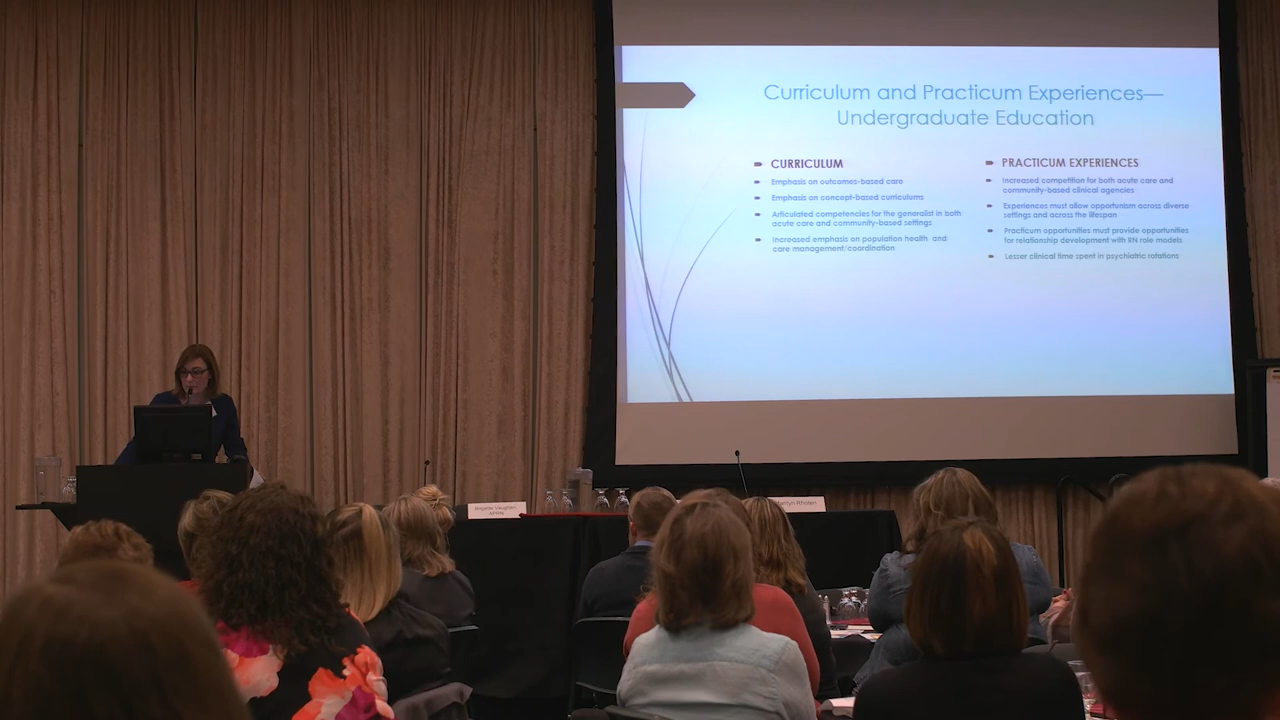 Curriculum and Practicum Experiences—
Undergraduate Education
CURRICULUM
Emphasis on outcomes-based care
Emphasis on concept-based curriculums
Articulated competencies for the generalist in both
acute care and community-based settings
Increased emphasis on population health and
care management/coordination
PRACTICUM EXPERIENCES
Increased competition for both acute care and
community-based clinical agencies
Experiences must allow opportunism across diverse
settings and across the lifespan
Practicum opportunities must provide opportunities
for relationship development with RN role models
Lesser clinical time spent in psychiatric rotations
Brigette Vaughan,
APRN
Rhoten